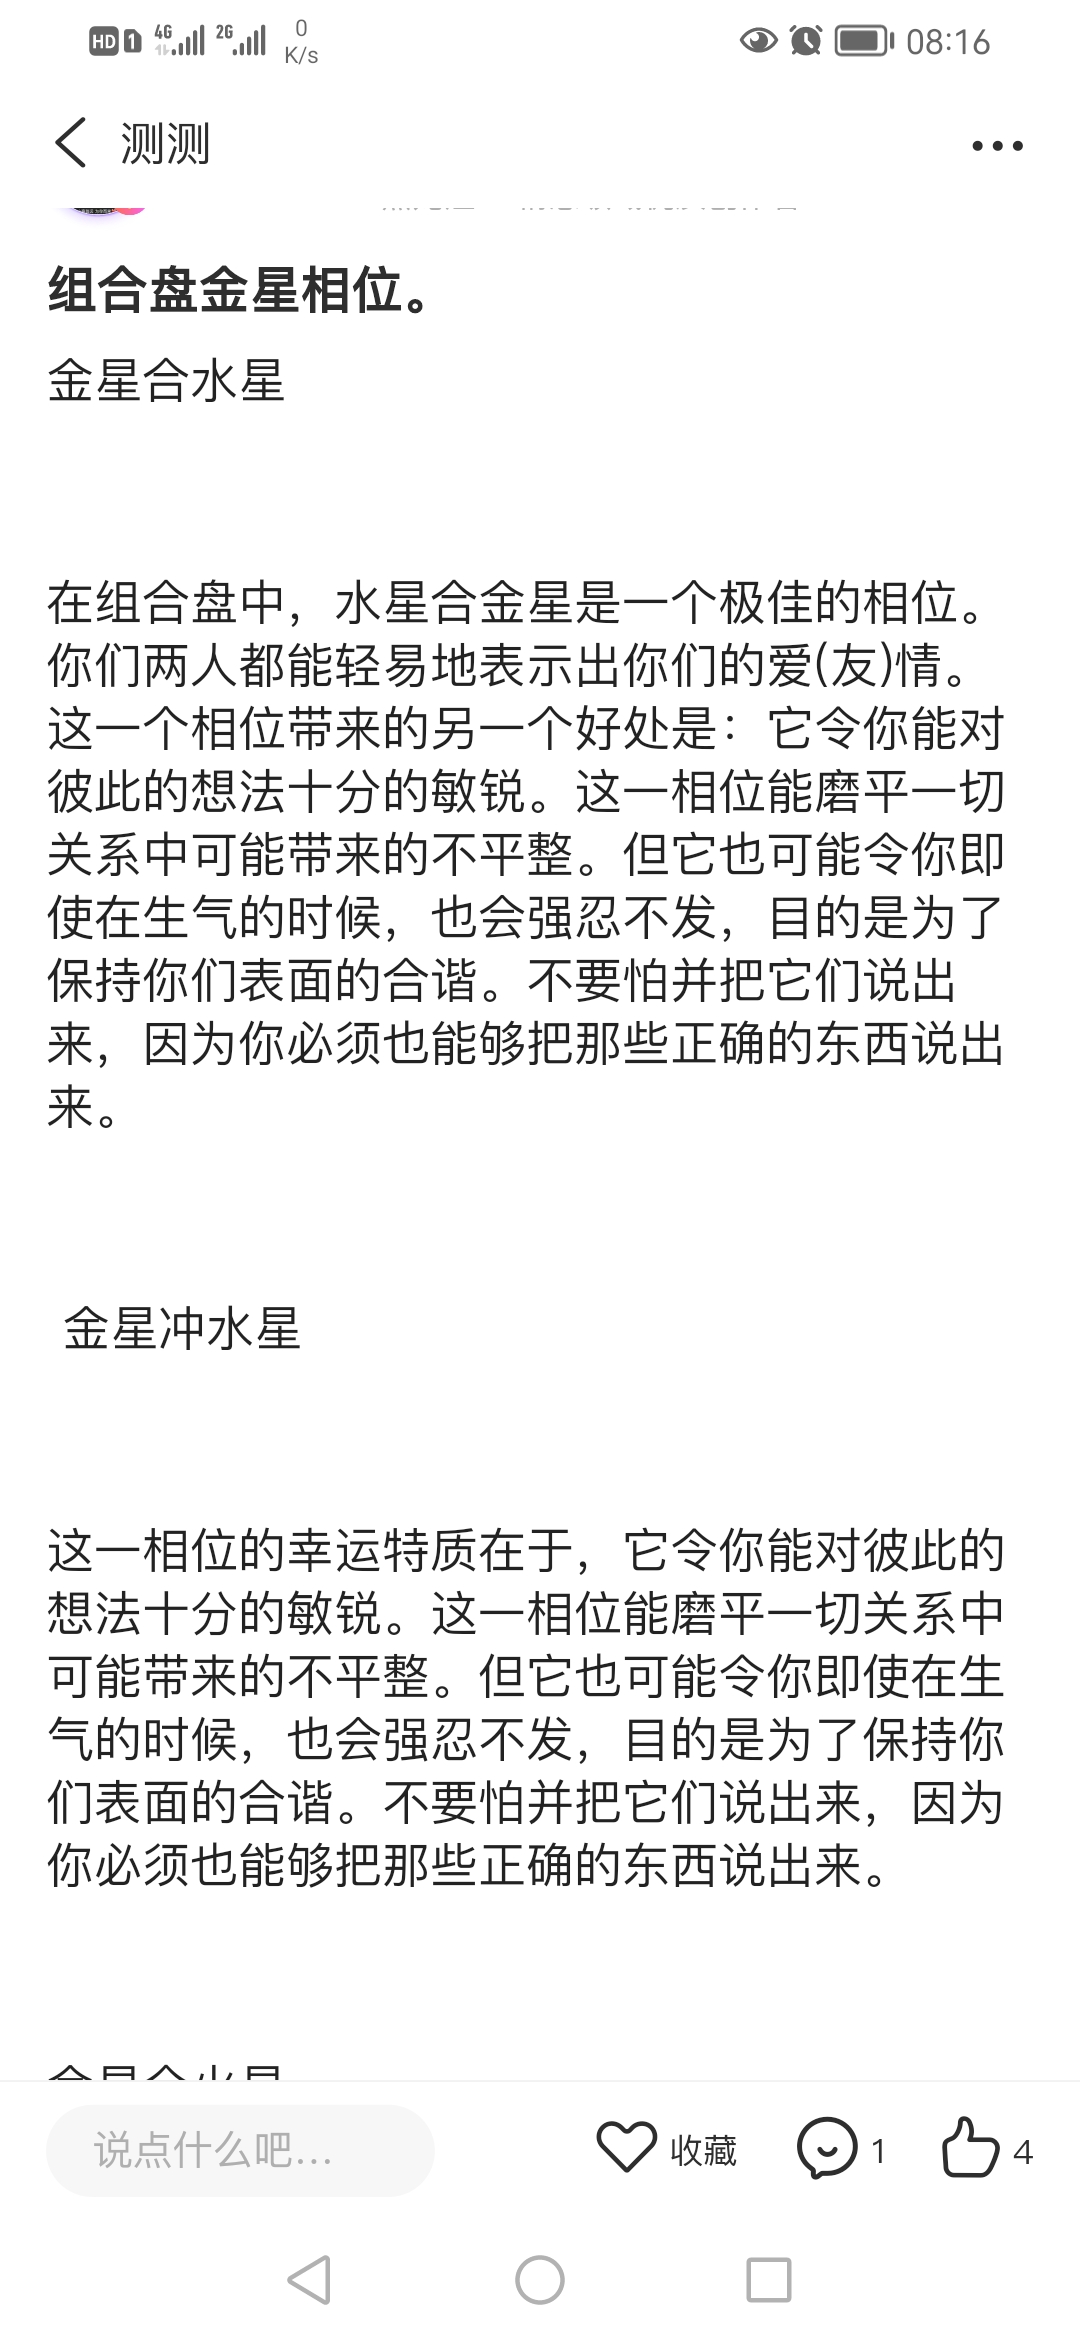 HD 1 4G 2G 0 K/s 08:16
测测
组合盘金星相位。
金星合水星
在组合盘中，水星合金星是一个极佳的相位。
你们两人都能轻易地表示出你们的爱(友)情。
这一个相位带来的另一个好处是：它令你能对
彼此的想法十分的敏锐。这一相位能磨平一切
关系中可能带来的不平整。但它也可能令你即
使在生气的时候，也会强忍不发，目的是为了
保持你们表面的合谐。不要怕并把它们说出
来，因为你必须也能够把那些正确的东西说出
来。
金星冲水星
这一相位的幸运特质在于，它令你能对彼此的
想法十分的敏锐。这一相位能磨平一切关系中
可能带来的不平整。但它也可能令你即使在生
气的时候，也会强忍不发，目的是为了保持你
们表面的合谐。不要怕并把它们说出来，因为
你必须也能够把那些正确的东西说出来。
说点什么吧... 收藏 1 4